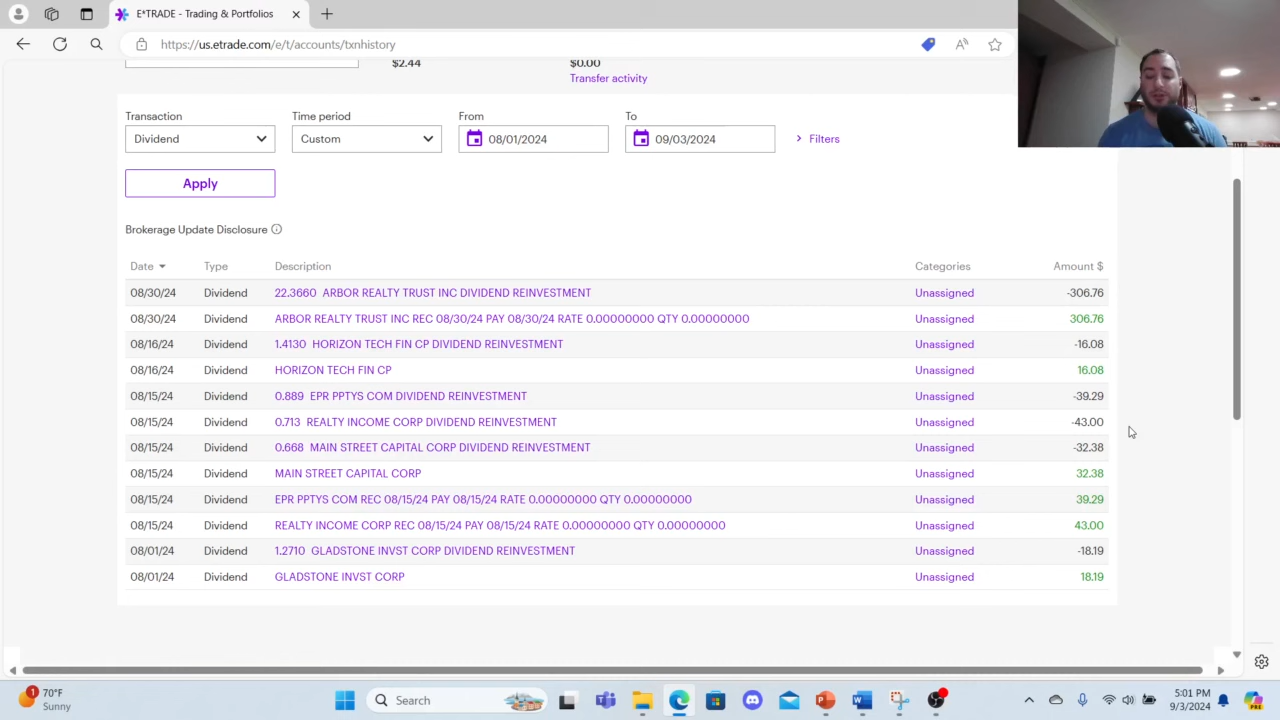 E*TRADE - Trading & Portfolios
https://us.etrade.com/e/t/accounts/txnhistory
$2.44 $0.00
Transfer activity
Transaction Time period From To
Dividend Custom 08/01/2024 09/03/2024 Filters
Apply
Brokerage Update Disclosure
Date Type Description Categories Amount $
08/30/24 Dividend 22.3660 ARBOR REALTY TRUST INC DIVIDEND REINVESTMENT Unassigned -306.76
08/30/24 Dividend ARBOR REALTY TRUST INC REC 08/30/24 PAY 08/30/24 RATE 0.00000000 QTY 0.00000000 Unassigned 306.76
08/16/24 Dividend 1.4130 HORIZON TECH FIN CP DIVIDEND REINVESTMENT Unassigned -16.08
08/16/24 Dividend HORIZON TECH FIN CP Unassigned 16.08
08/15/24 Dividend 0.889 EPR PPTYS COM DIVIDEND REINVESTMENT Unassigned -39.29
08/15/24 Dividend 0.713 REALTY INCOME CORP DIVIDEND REINVESTMENT Unassigned -43.00
08/15/24 Dividend 0.668 MAIN STREET CAPITAL CORP DIVIDEND REINVESTMENT Unassigned -32.38
08/15/24 Dividend MAIN STREET CAPITAL CORP Unassigned 32.38
08/15/24 Dividend EPR PPTYS COM REC 08/15/24 PAY 08/15/24 RATE 0.00000000 QTY 0.00000000 Unassigned 39.29
08/15/24 Dividend REALTY INCOME CORP REC 08/15/24 PAY 08/15/24 RATE 0.00000000 QTY 0.00000000 Unassigned 43.00
08/01/24 Dividend 1.2710 GLADSTONE INVST CORP DIVIDEND REINVESTMENT Unassigned -18.19
08/01/24 Dividend GLADSTONE INVST CORP Unassigned 18.19
1 70°F Search 5:01 PM
Sunny 9/3/2024